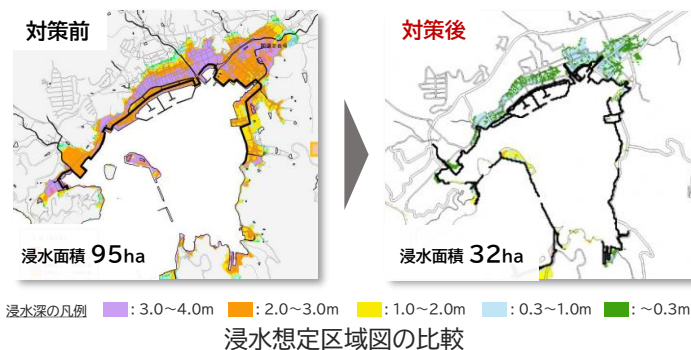 対策前
浸水面積 95ha
対策後
浸水面積 32ha
浸水深の凡例 : 3.0～4.0m : 2.0～3.0m : 1.0～2.0m : 0.3～1.0m : ～0.3m
浸水想定区域図の比較